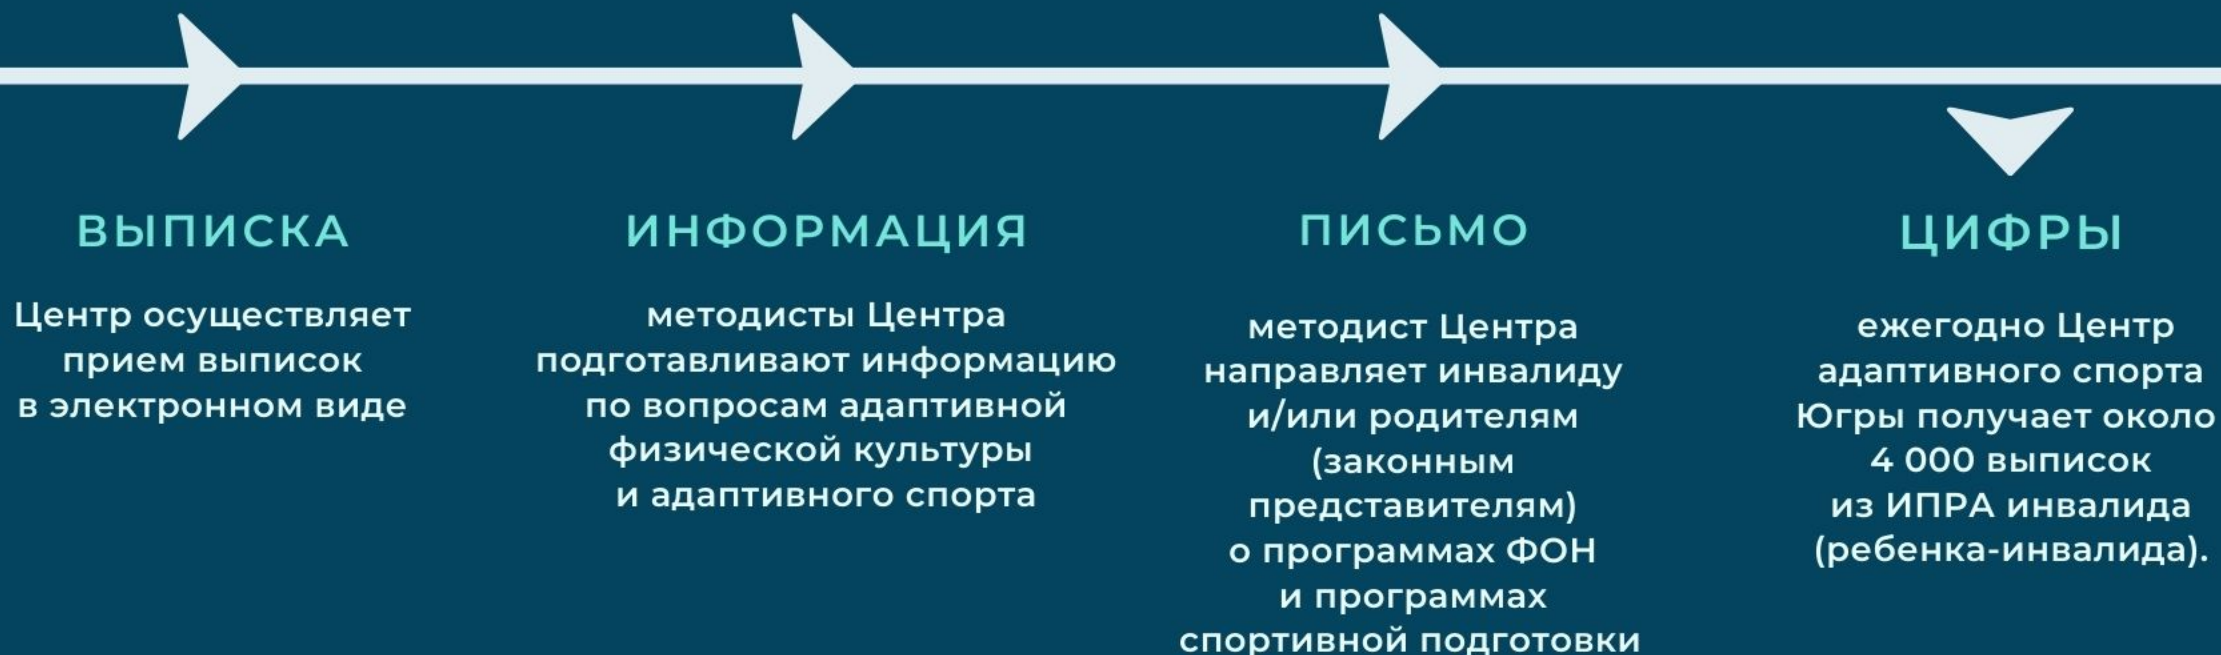 ВЫПИСКА
Центр осуществляет
прием выписок
в электронном виде
ИНФОРМАЦИЯ
методисты Центра
подготавливают информацию
по вопросам адаптивной
физической культуры
и адаптивного спорта
ПИСЬМО
методист Центра
направляет инвалиду
и/или родителям
(законным
представителям)
о программах ФОН
и программах
спортивной подготовки
ЦИФРЫ
ежегодно Центр
адаптивного спорта
Югры получает около
4 000 выписок
из ИПРА инвалида
(ребенка-инвалида).